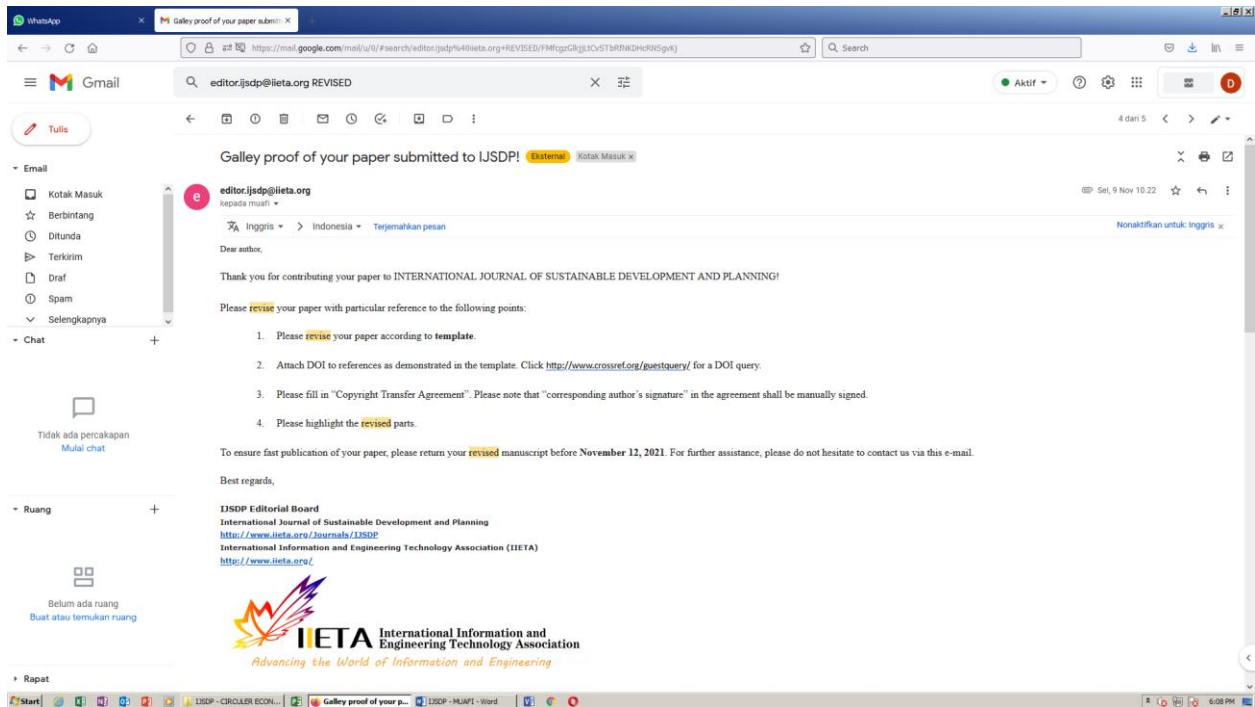 WhatsApp
Galley proof of your paper submitt
https://mail.google.com/mail/u/0/#search/editor.ijsdp%40iieta.org+REVISED/
Search
Gmail
editor.ijsdp@iieta.org REVISED
Aktif
D
Tulis
4 dari 5
Galley proof of your paper submitted to IJSDP! Eksternal Kotak Masuk x
Email
Kotak Masuk
Berbintang
Ditunda
Terkirim
Draf
Spam
Selengkapnya
e
editor.ijsdp@iieta.org
Sel, 9 Nov 10.22
kepada muafi
Inggris > Indonesia Terjemahkan pesan
Nonaktifkan untuk: Inggris x
Dear author,
Thank you for contributing your paper to INTERNATIONAL JOURNAL OF SUSTAINABLE DEVELOPMENT AND PLANNING!
Please revise your paper with particular reference to the following points:
1. Please revise your paper according to template.
2. Attach DOI to references as demonstrated in the template. Click http://www.crossref.org/guestquery/ for a DOI query.
3. Please fill in “Copyright Transfer Agreement”. Please note that “corresponding author’s signature” in the agreement shall be manually signed.
4. Please highlight the revised parts.
To ensure fast publication of your paper, please return your revised manuscript before November 12, 2021. For further assistance, please do not hesitate to contact us via this e-mail.
Best regards,
IJSDP Editorial Board
International Journal of Sustainable Development and Planning
http://www.iieta.org/Journals/IJSDP
International Information and Engineering Technology Association (IIETA)
http://www.iieta.org/
IIETA International Information and
Engineering Technology Association
Advancing the World of Information and Engineering
Chat +
Tidak ada percakapan
Mulai chat
Ruang +
Belum ada ruang
Buat atau temukan ruang
Rapat
Start
IJSDP - CIRCULER ECON...
Galley proof of your p...
IJSDP - MUAFI - Word
6:08 PM